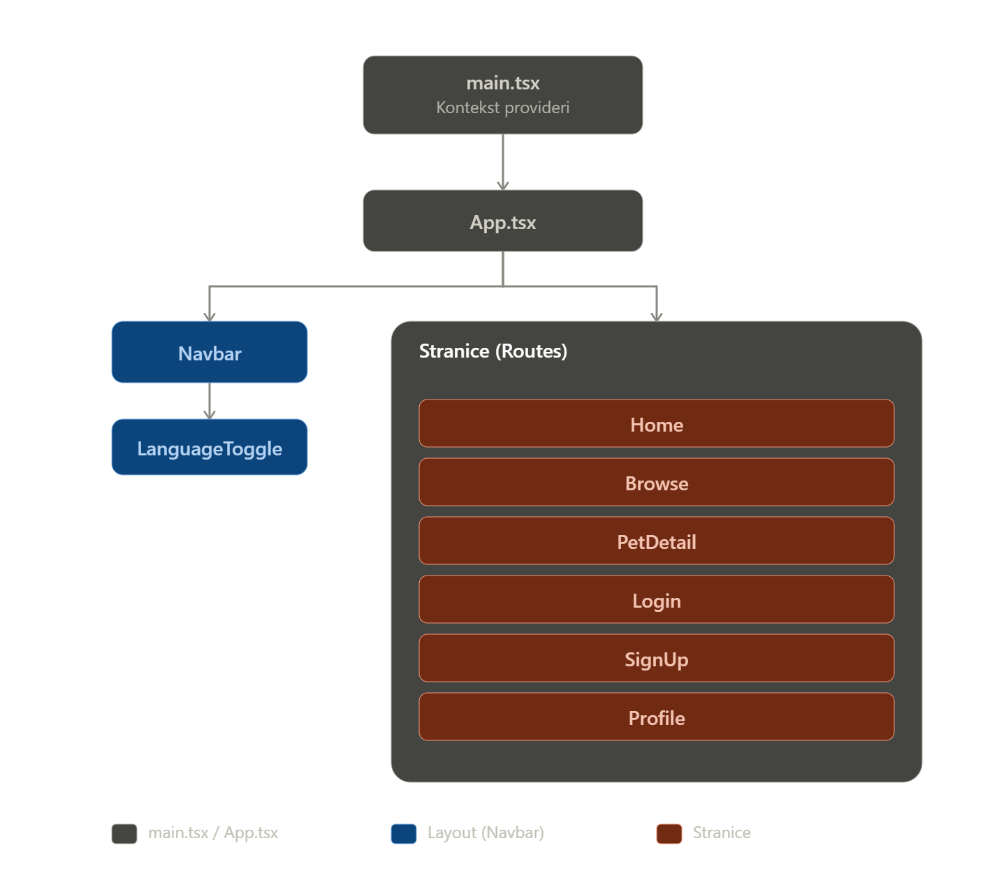 main.tsx
Kontekst provideri
App.tsx
Navbar
LanguageToggle
Stranice (Routes)
Home
Browse
PetDetail
Login
SignUp
Profile
main.tsx / App.tsx
Layout (Navbar)
Stranice